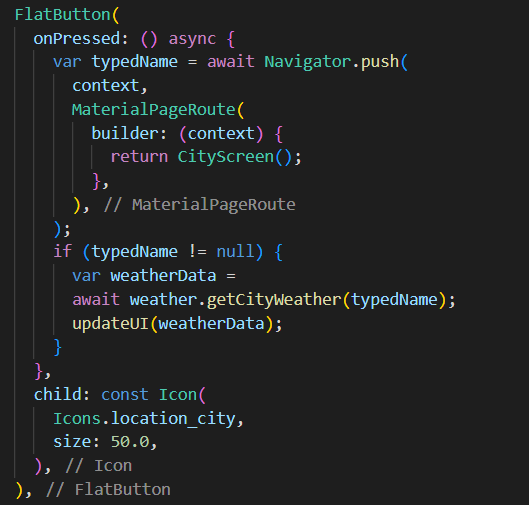 FlatButton(
  onPressed: () async {
    var typedName = await Navigator.push(
      context,
      MaterialPageRoute(
        builder: (context) {
          return CityScreen();
        },
      ), // MaterialPageRoute
    );
    if (typedName != null) {
      var weatherData =
      await weather.getCityWeather(typedName);
      updateUI(weatherData);
    }
  },
  child: const Icon(
    Icons.location_city,
    size: 50.0,
  ), // Icon
), // FlatButton